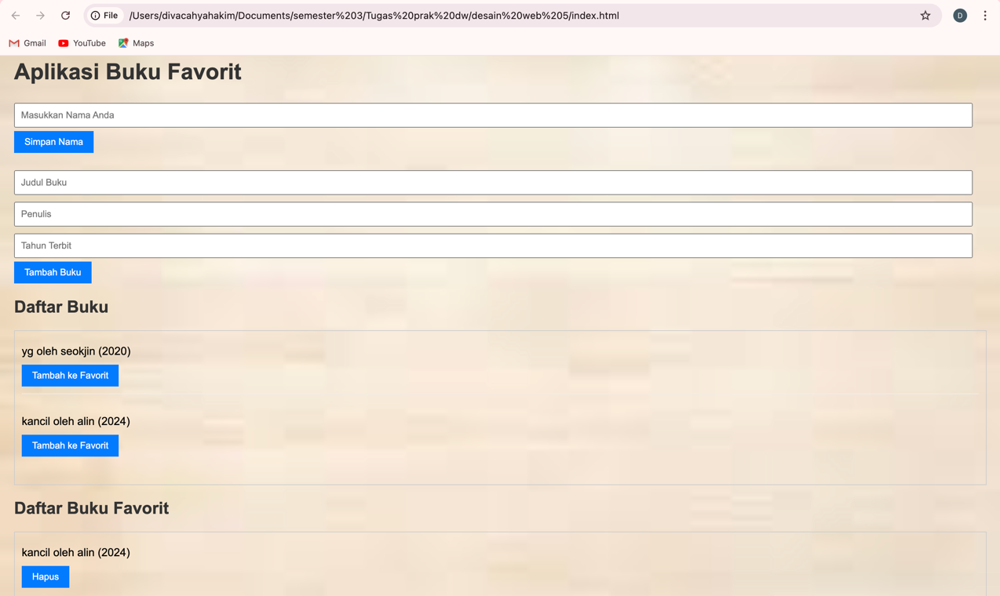 File /Users/divacahyahakim/Documents/semester%203/Tugas%20prak%20dw/desain%20web%205/index.html D
Gmail YouTube Maps
Aplikasi Buku Favorit
Masukkan Nama Anda
Simpan Nama
Judul Buku
Penulis
Tahun Terbit
Tambah Buku
Daftar Buku
yg oleh seokjin (2020)
Tambah ke Favorit
kancil oleh alin (2024)
Tambah ke Favorit
Daftar Buku Favorit
kancil oleh alin (2024)
Hapus